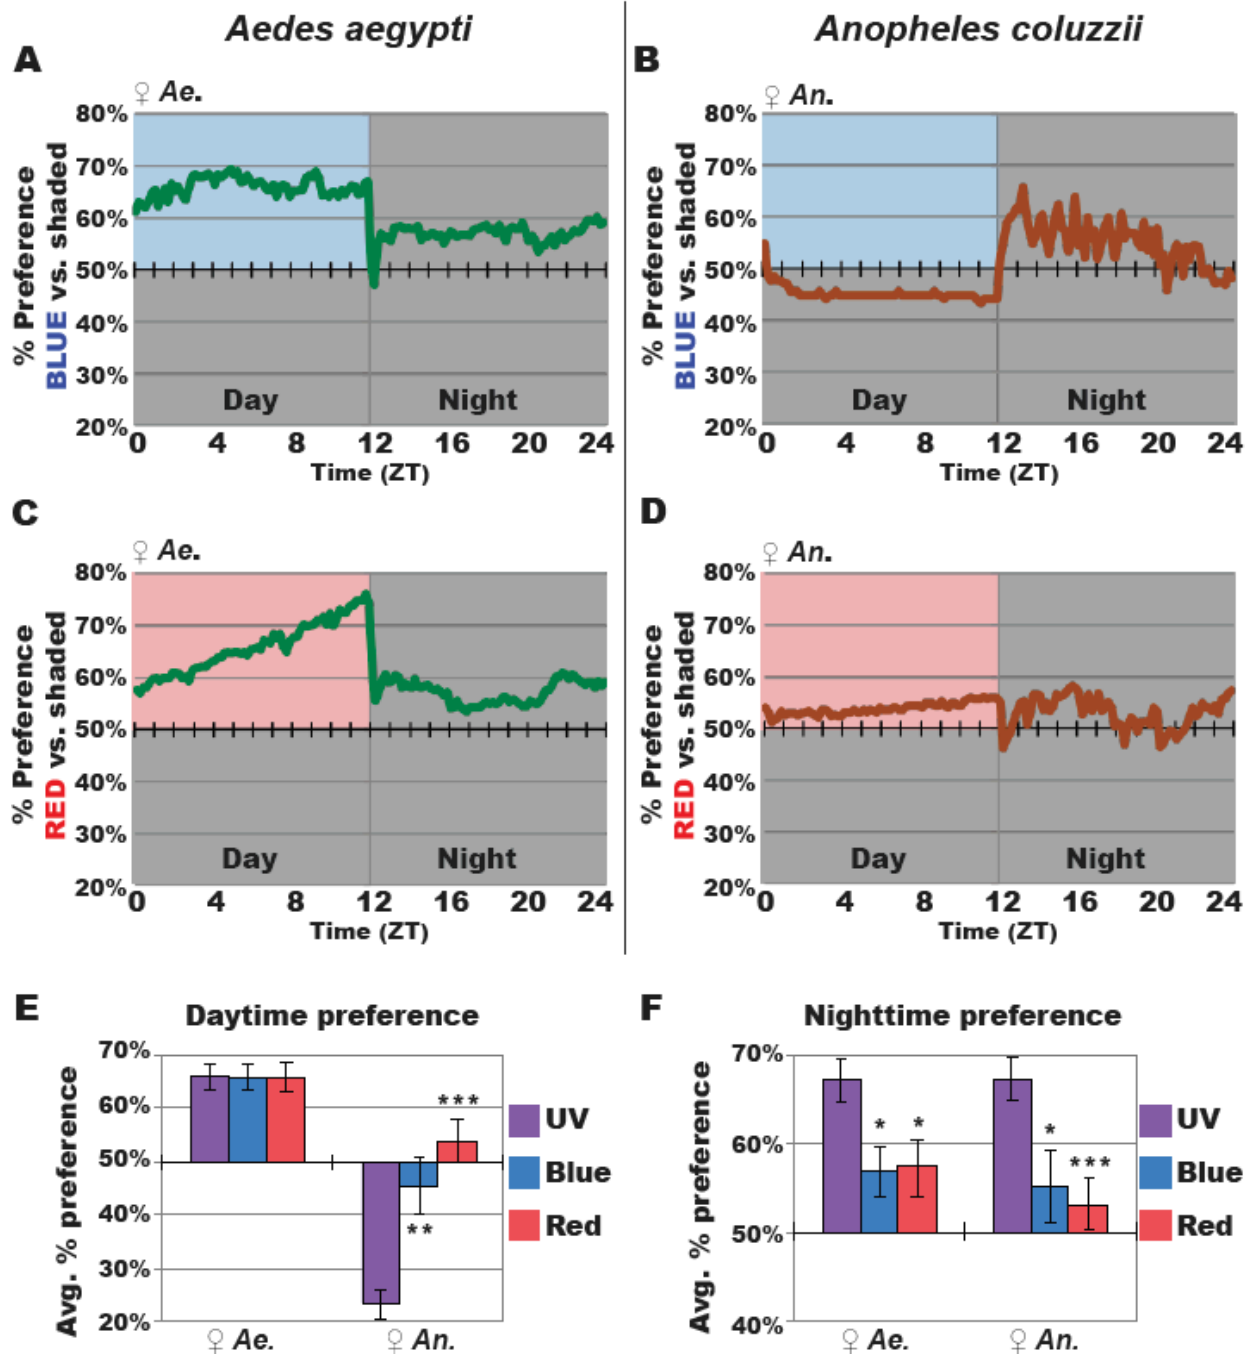 Aedes aegypti
Anopheles coluzzii
A
♀ Ae.
80%
70%
60%
50%
40%
30%
20%
% Preference
BLUE vs. shaded
Day
Night
0 4 8 12 16 20 24
Time (ZT)
B
♀ An.
80%
70%
60%
50%
40%
30%
20%
% Preference
BLUE vs. shaded
Day
Night
0 4 8 12 16 20 24
Time (ZT)
C
♀ Ae.
80%
70%
60%
50%
40%
30%
20%
% Preference
RED vs. shaded
Day
Night
0 4 8 12 16 20 24
Time (ZT)
D
♀ An.
80%
70%
60%
50%
40%
30%
20%
% Preference
RED vs. shaded
Day
Night
0 4 8 12 16 20 24
Time (ZT)
E
Daytime preference
70%
60%
50%
40%
30%
20%
Avg. % preference
***
**
♀ Ae.
♀ An.
UV
Blue
Red
F
Nighttime preference
70%
60%
50%
40%
Avg. % preference
* *
*
***
♀ Ae.
♀ An.
UV
Blue
Red